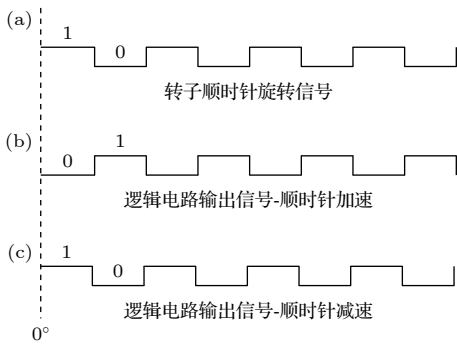 (a)
1
0
转子顺时针旋转信号
(b)
1
0
逻辑电路输出信号-顺时针加速
(c)
1
0
逻辑电路输出信号-顺时针减速
0°